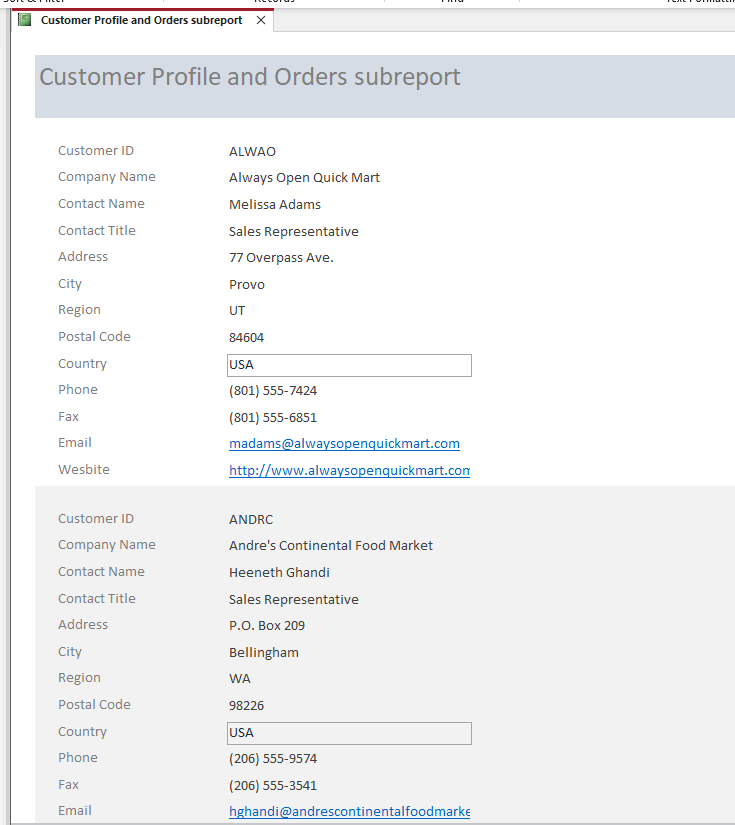 Customer Profile and Orders subreport
Customer Profile and Orders subreport
Customer ID ALWAO
Company Name Always Open Quick Mart
Contact Name Melissa Adams
Contact Title Sales Representative
Address 77 Overpass Ave.
City Provo
Region UT
Postal Code 84604
Country USA
Phone (801) 555-7424
Fax (801) 555-6851
Email madams@alwaysopenquickmart.com
Wesbite http://www.alwaysopenquickmart.com
Customer ID ANDRC
Company Name Andre's Continental Food Market
Contact Name Heeneth Ghandi
Contact Title Sales Representative
Address P.O. Box 209
City Bellingham
Region WA
Postal Code 98226
Country USA
Phone (206) 555-9574
Fax (206) 555-3541
Email hghandi@andrescontinentalfoodmarke